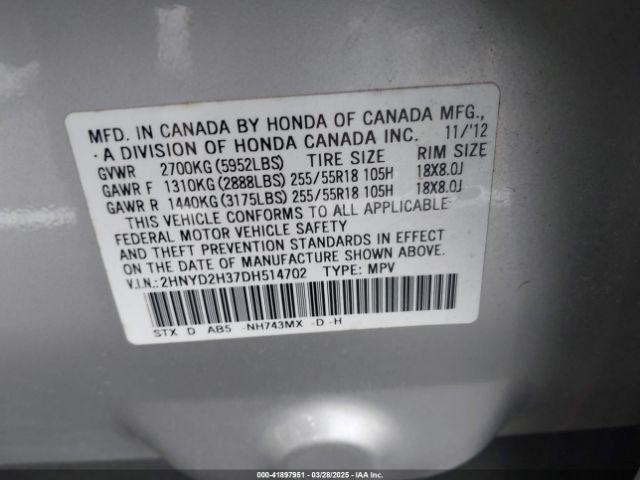 MFD. IN CANADA BY HONDA OF CANADA MFG.,
A DIVISION OF HONDA CANADA INC. 11/'12
GVWR 2700KG (5952LBS) TIRE SIZE RIM SIZE
GAWR F 1310KG (2888LBS) 255/55R18 105H 18X8.0J
GAWR R 1440KG (3175LBS) 255/55R18 105H 18X8.0J
THIS VEHICLE CONFORMS TO ALL APPLICABLE
FEDERAL MOTOR VEHICLE SAFETY
AND THEFT PREVENTION STANDARDS IN EFFECT
ON THE DATE OF MANUFACTURE SHOWN ABOVE.
V.I.N.: 2HNYD2H37DH514702 TYPE: MPV
STX D AB5 -NH743MX -D -H
000-41897951 | 03/28/2025 - IAA, Inc.